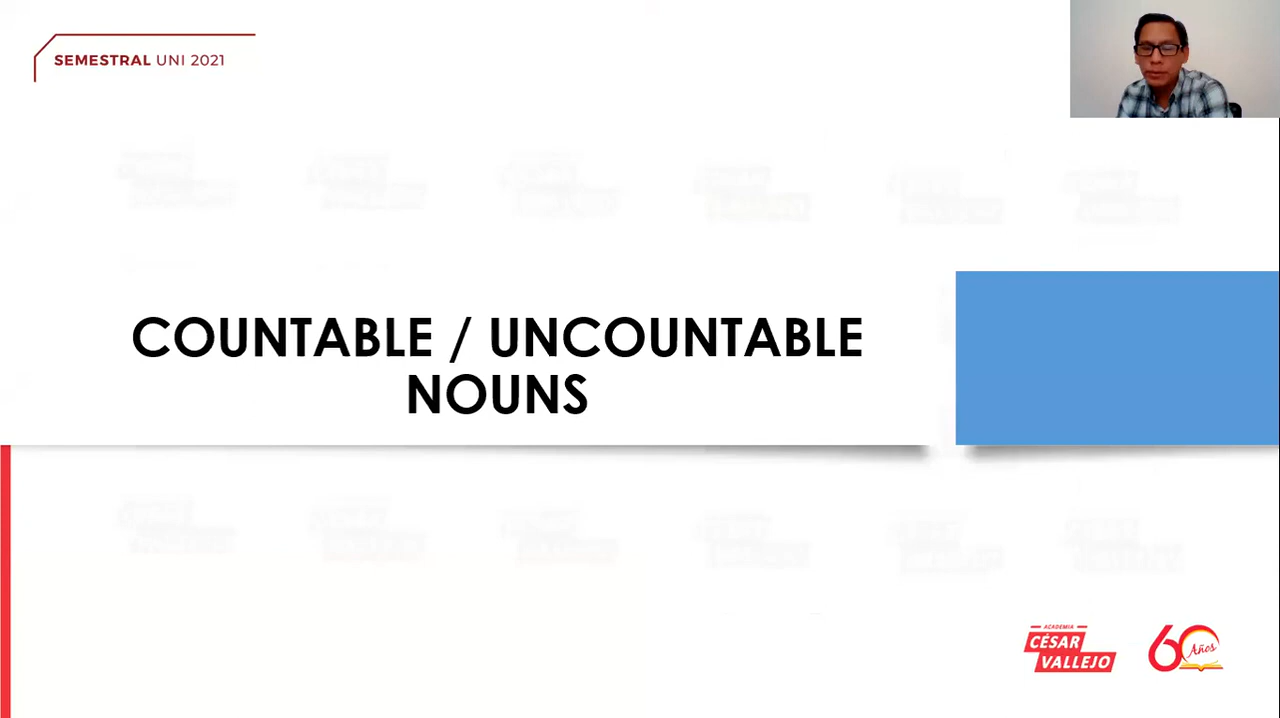 SEMESTRAL UNI 2021
COUNTABLE / UNCOUNTABLE
NOUNS
ACADEMIA
CÉSAR
VALLEJO
60
Años